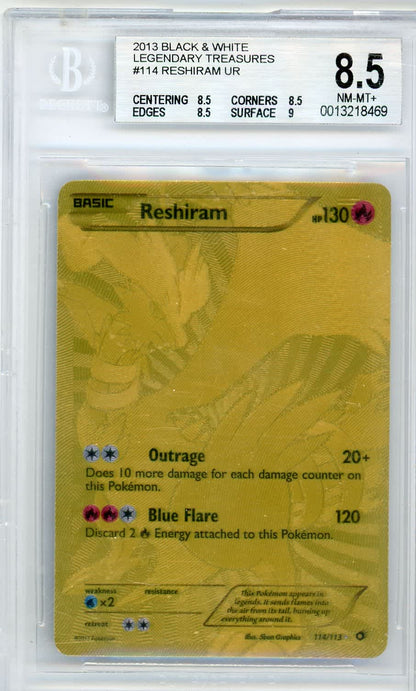 2013 BLACK & WHITE
LEGENDARY TREASURES
#114 RESHIRAM UR
CENTERING 8.5 CORNERS 8.5
EDGES 8.5 SURFACE 9
8.5
NM-MT+
0013218469
B
BECKETT
BASIC Reshiram HP130
Outrage 20+
Does 10 more damage for each damage counter on
this Pokémon.
Blue Flare 120
Discard 2 Energy attached to this Pokémon.
weakness resistance
×2
retreat
This Pokémon appears in
legends. It sends flames into
the air from its tail, burning up
everything around it.
©2013 Pokémon Illus. Shin Graphics 114/113